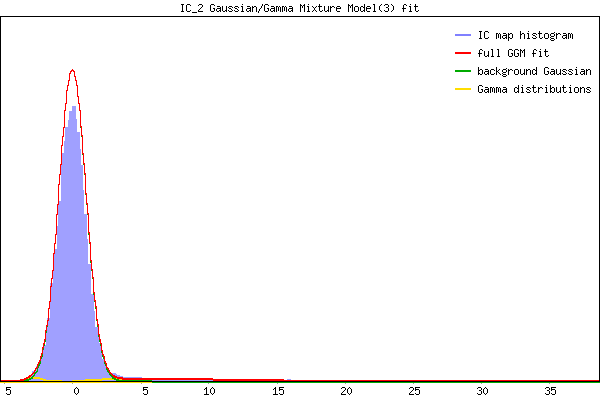 IC_2 Gaussian/Gamma Mixture Model(3) fit
IC map histogram
full GGM fit
background Gaussian
Gamma distributions
5 0 5 10 15 20 25 30 35